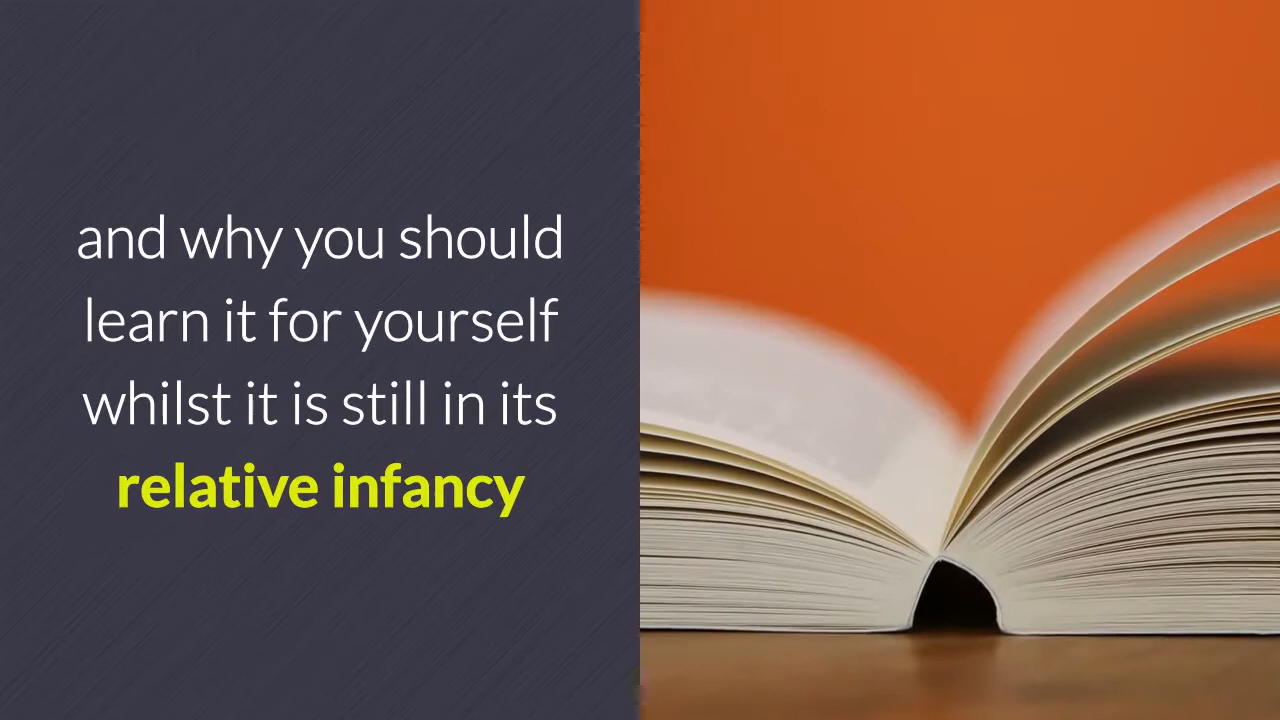 and why you should
learn it for yourself
whilst it is still in its
relative infancy